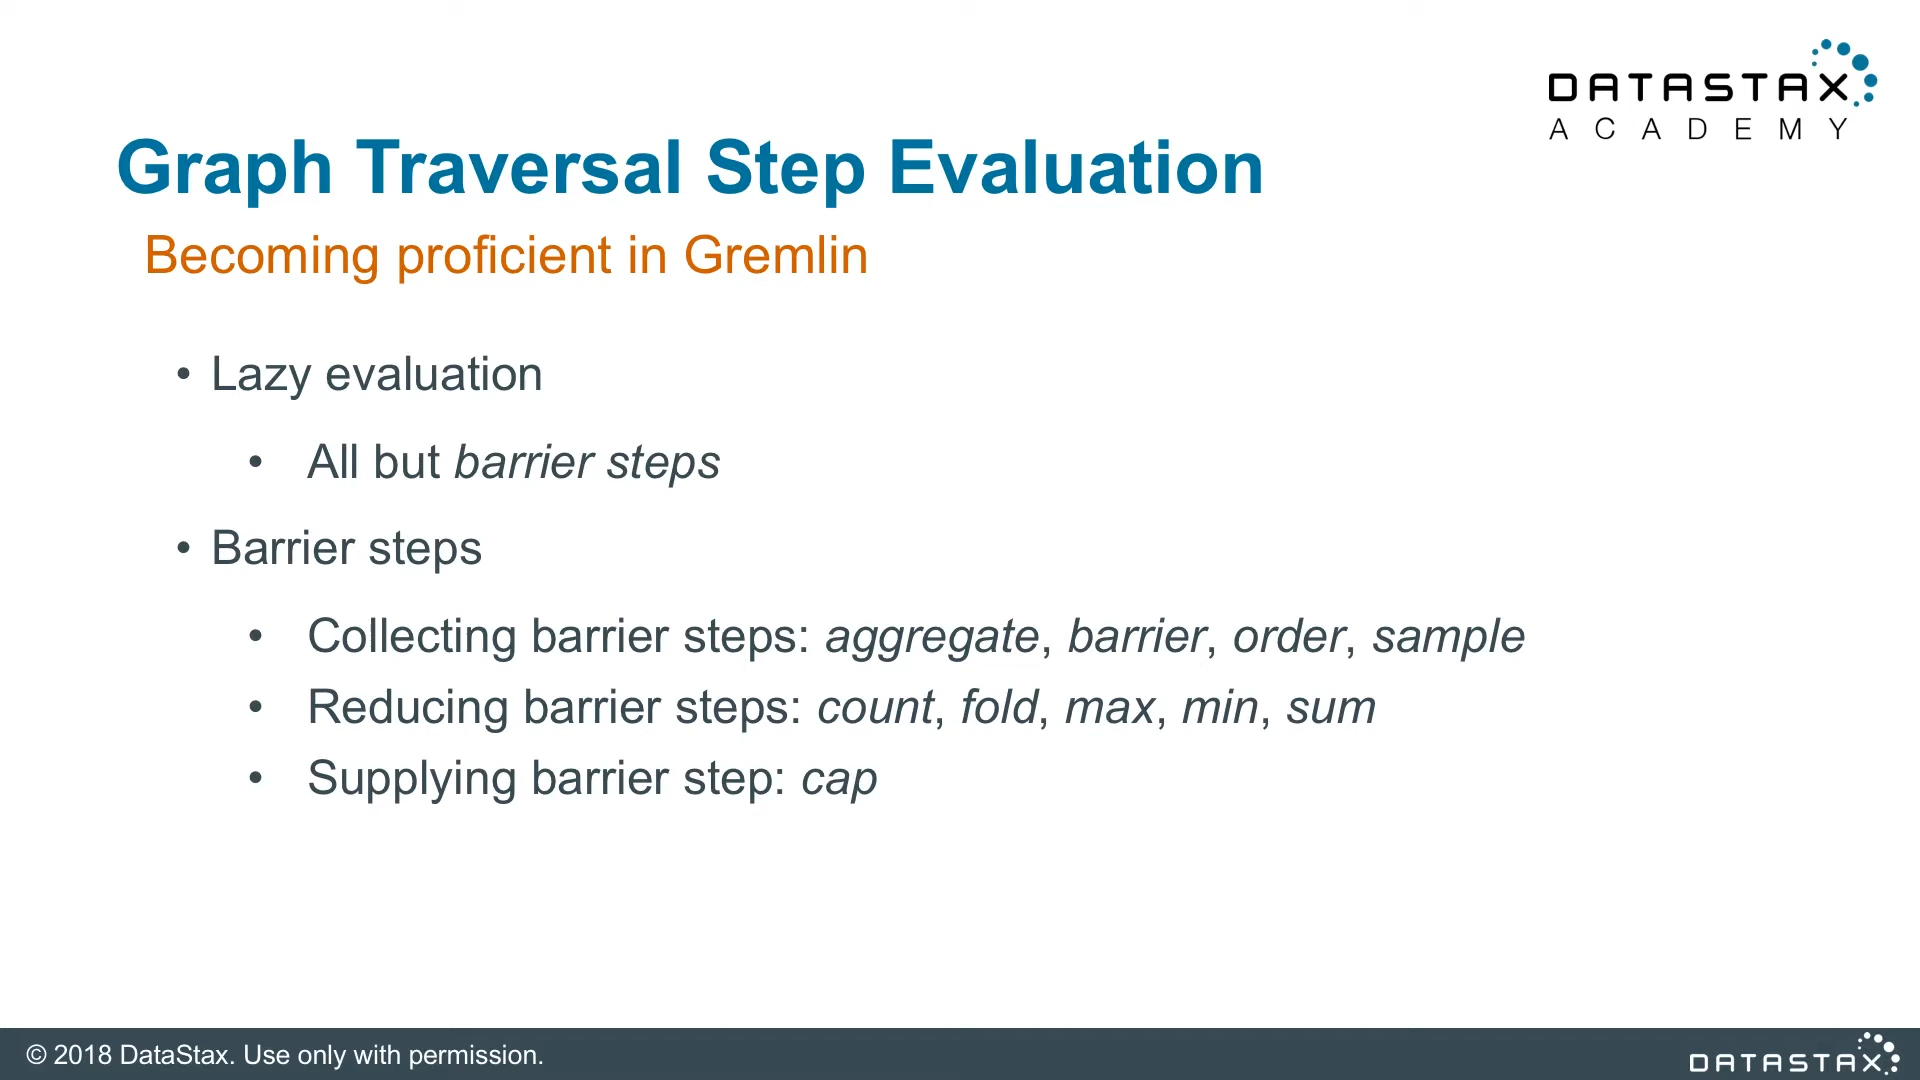 DATASTAX
ACADEMY
Graph Traversal Step Evaluation
Becoming proficient in Gremlin
• Lazy evaluation
• All but barrier steps
• Barrier steps
• Collecting barrier steps: aggregate, barrier, order, sample
• Reducing barrier steps: count, fold, max, min, sum
• Supplying barrier step: cap
© 2018 DataStax. Use only with permission.
DATASTAX